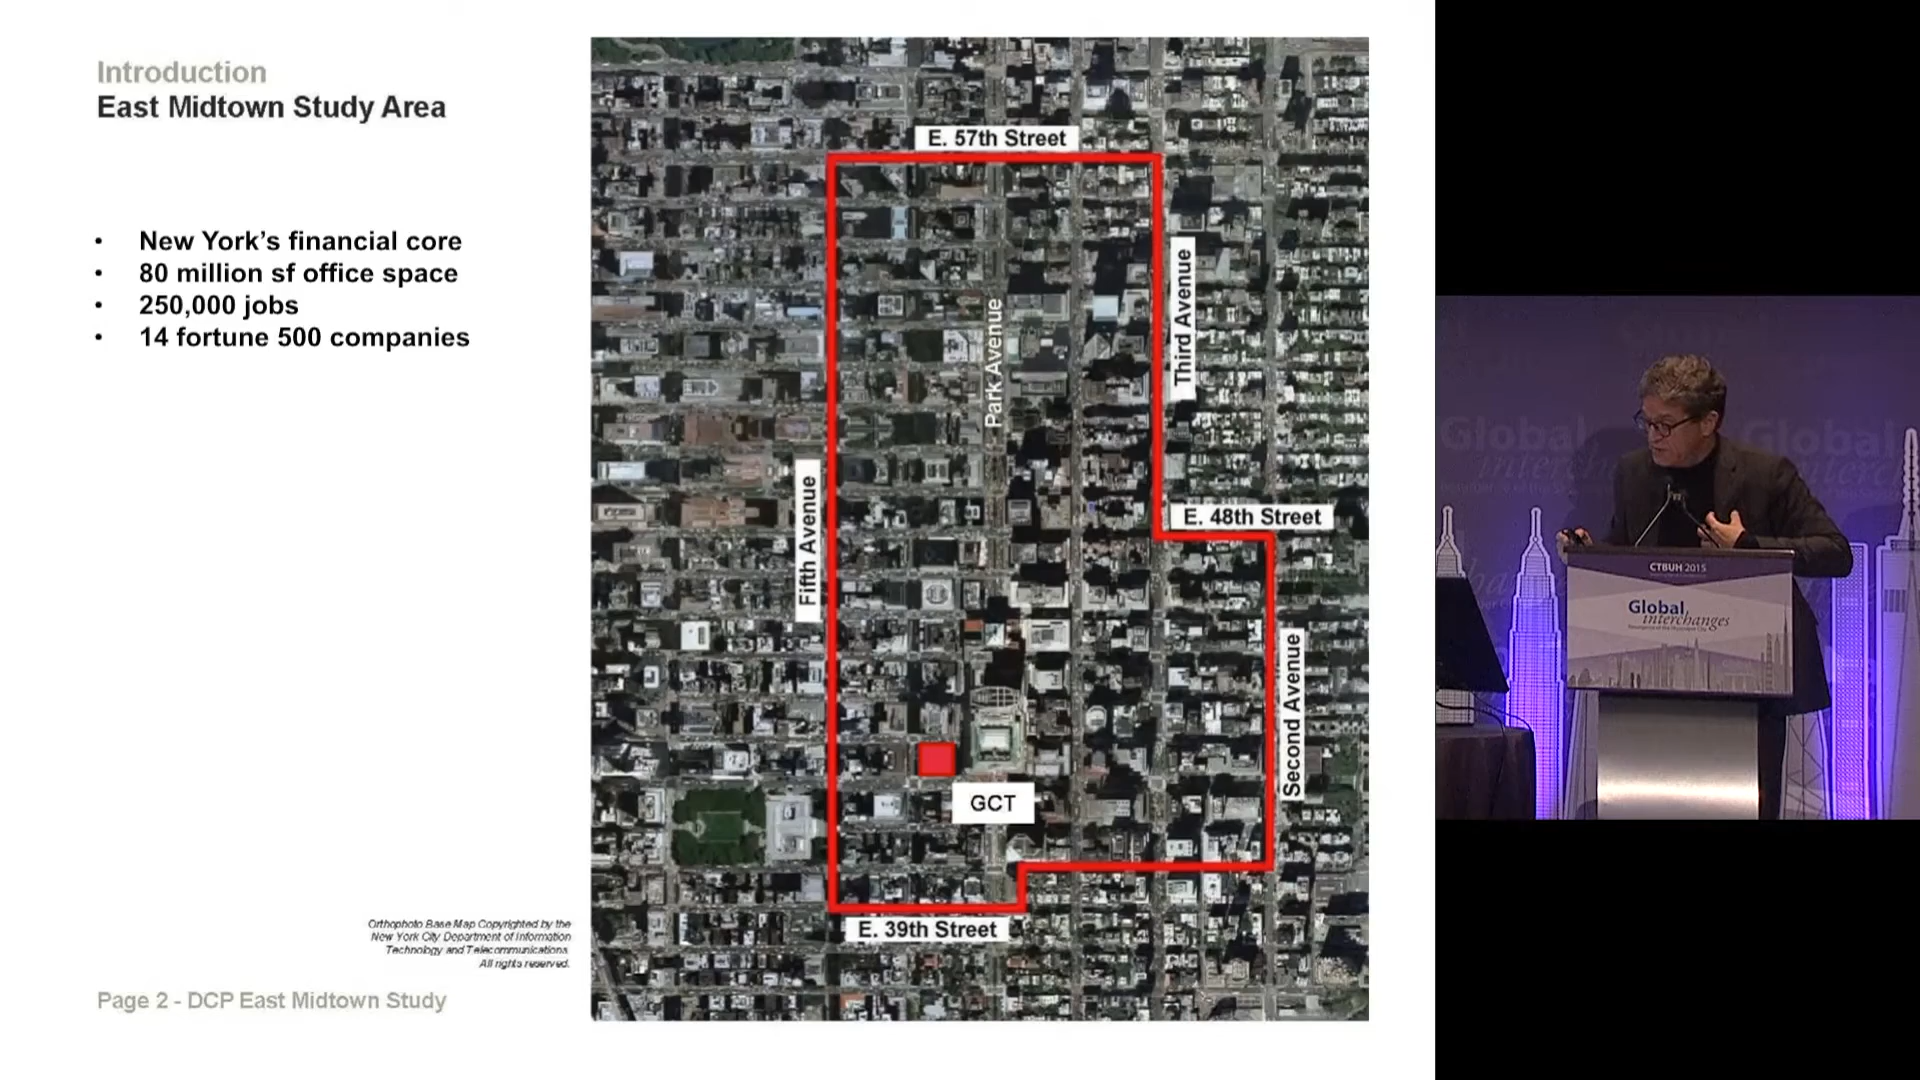 Introduction
East Midtown Study Area
• New York's financial core
• 80 million sf office space
• 250,000 jobs
• 14 fortune 500 companies
Orthophoto Base Map Copyrighted by the
New York City Department of Information
Technology and Telecommunications.
All rights reserved.
Page 2 - DCP East Midtown Study
E. 57th Street
Third Avenue
Park Avenue
Fifth Avenue
E. 48th Street
Second Avenue
GCT
E. 39th Street
Global
Global
CTBUH 2015
Global
interchanges